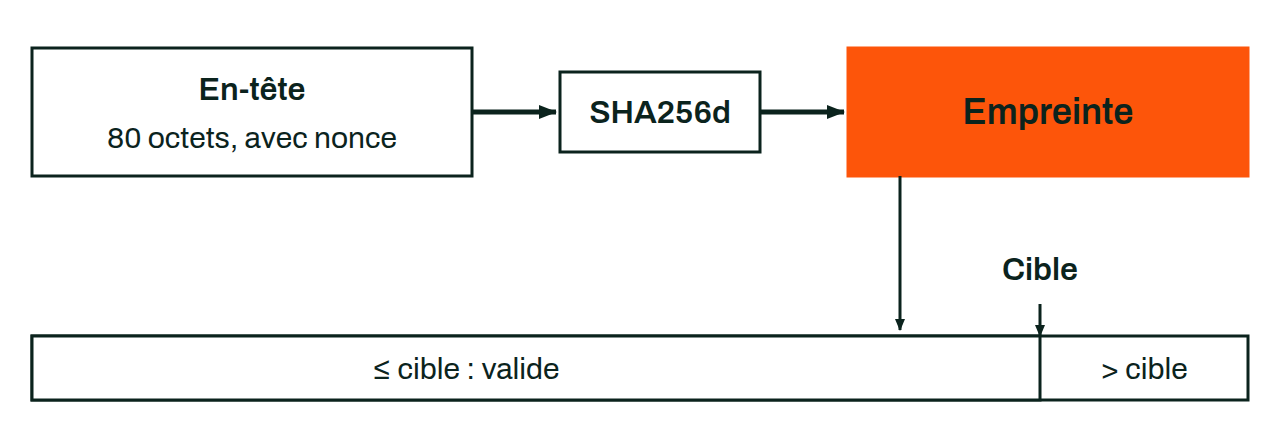 En-tête
80 octets, avec nonce
SHA256d
Empreinte
Cible
≤ cible : valide
> cible